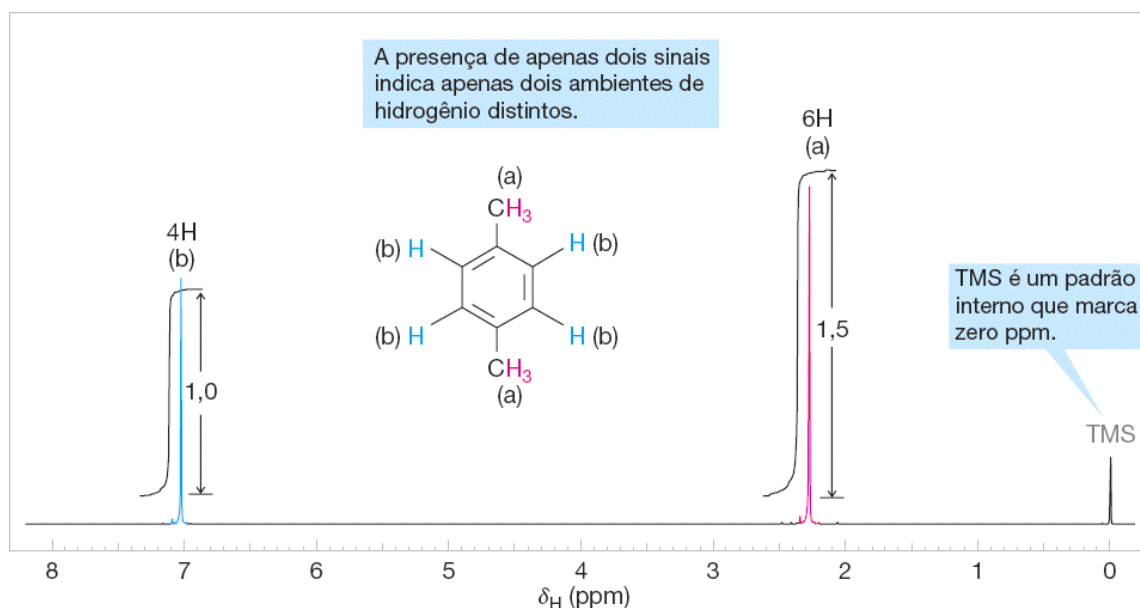 A presença de apenas dois sinais
indica apenas dois ambientes de
hidrogênio distintos.
6H
(a)
(a)
CH3
4H
(b)
(b) H
H (b)
TMS é um padrão
interno que marca
zero ppm.
1,5
(b) H
H (b)
CH3
(a)
1,0
TMS
8 7 6 5 4 3 2 1 0
δH (ppm)